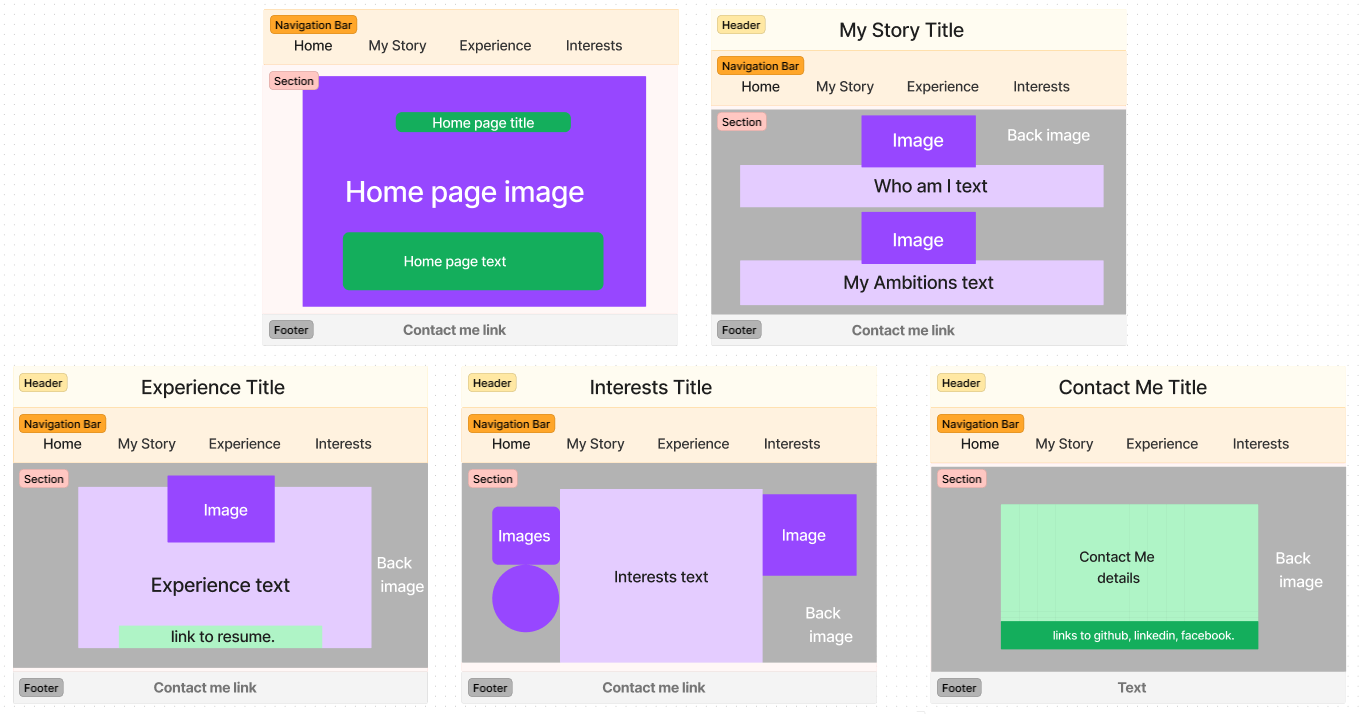 Navigation Bar
Home My Story Experience Interests
Section
Home page title
Home page image
Home page text
Footer
Contact me link
Header
My Story Title
Navigation Bar
Home My Story Experience Interests
Section
Image
Back image
Who am I text
Image
My Ambitions text
Footer
Contact me link
Header
Experience Title
Navigation Bar
Home My Story Experience Interests
Section
Image
Back
image
Experience text
link to resume.
Footer
Contact me link
Header
Interests Title
Navigation Bar
Home My Story Experience Interests
Section
Images
Image
Interests text
Back
image
Footer
Contact me link
Header
Contact Me Title
Navigation Bar
Home My Story Experience Interests
Section
Contact Me
details
Back
image
links to github, linkedin, facebook.
Footer
Text